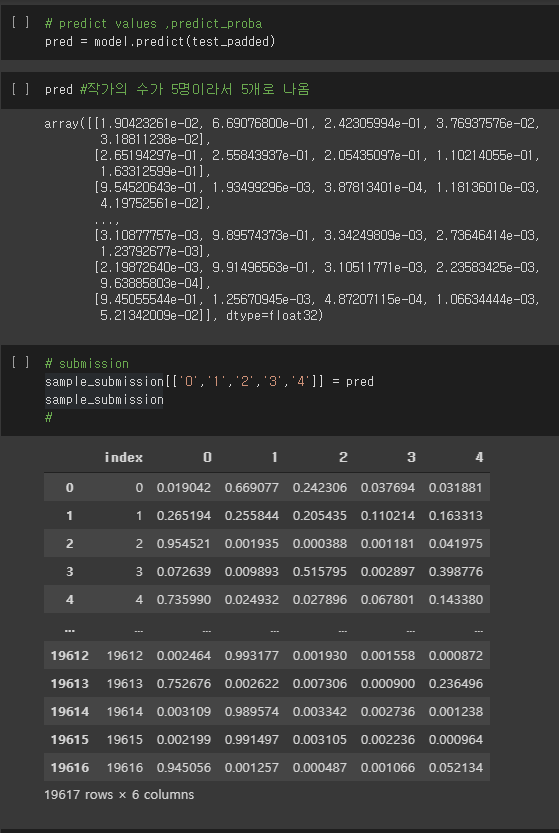 [ ] # predict values ,predict_proba
pred = model.predict(test_padded)
[ ] pred #작가의 수가 5명이라서 5개로 나옴
array([[1.90423261e-02, 6.69076800e-01, 2.42305994e-01, 3.76937576e-02,
3.18811238e-02],
[2.65194297e-01, 2.55843937e-01, 2.05435097e-01, 1.10214055e-01,
1.63312599e-01],
[9.54520643e-01, 1.93499296e-03, 3.87813401e-04, 1.18136010e-03,
4.19752561e-02],
...,
[3.10877757e-03, 9.89574373e-01, 3.34249809e-03, 2.73646414e-03,
1.23792677e-03],
[2.19872640e-03, 9.91496563e-01, 3.10511771e-03, 2.23583425e-03,
9.63885803e-04],
[9.45055544e-01, 1.25670945e-03, 4.87207115e-04, 1.06634444e-03,
5.21342009e-02]], dtype=float32)
[ ] # submission
sample_submission[['0','1','2','3','4']] = pred
sample_submission
#
index 0 1 2 3 4
0 0 0.019042 0.669077 0.242306 0.037694 0.031881
1 1 0.265194 0.255844 0.205435 0.110214 0.163313
2 2 0.954521 0.001935 0.000388 0.001181 0.041975
3 3 0.072639 0.009893 0.515795 0.002897 0.398776
4 4 0.735990 0.024932 0.027896 0.067801 0.143380
... ... ... ... ... ... ...
19612 19612 0.002464 0.993177 0.001930 0.001558 0.000872
19613 19613 0.752676 0.002622 0.007306 0.000900 0.236496
19614 19614 0.003109 0.989574 0.003342 0.002736 0.001238
19615 19615 0.002199 0.991497 0.003105 0.002236 0.000964
19616 19616 0.945056 0.001257 0.000487 0.001066 0.052134
19617 rows × 6 columns